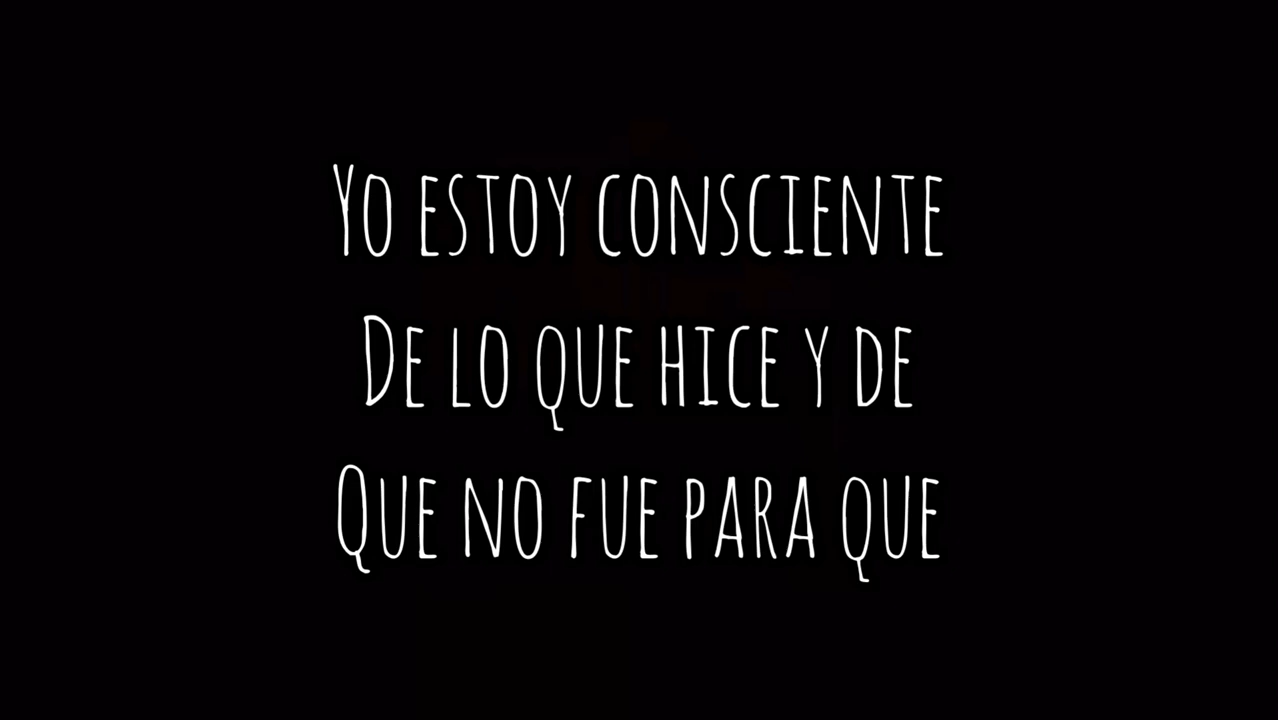 Yo estoy consciente
De lo que hice y de
Que no fue para que